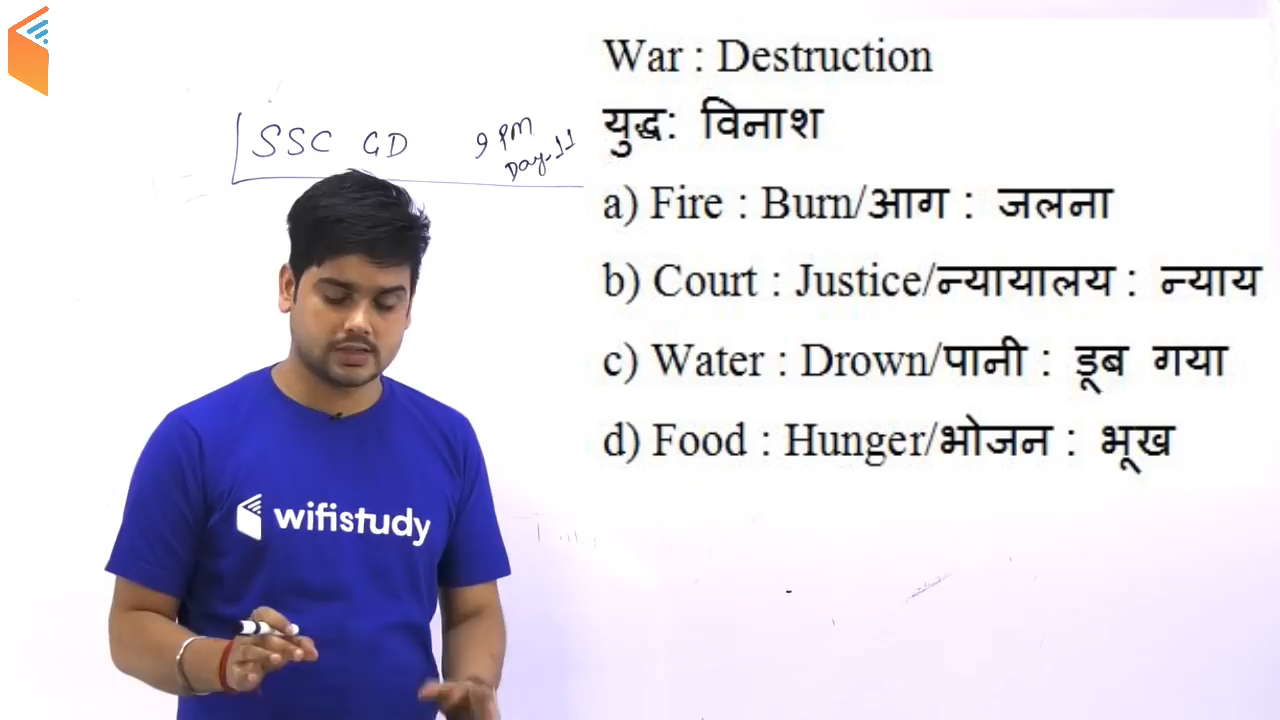 SSC GD 9 PM
Day-11
War : Destruction
युद्ध: विनाश
a) Fire : Burn/आग : जलना
b) Court : Justice/न्यायालय : न्याय
c) Water : Drown/पानी : डूब गया
d) Food : Hunger/भोजन : भूख
wifistudy